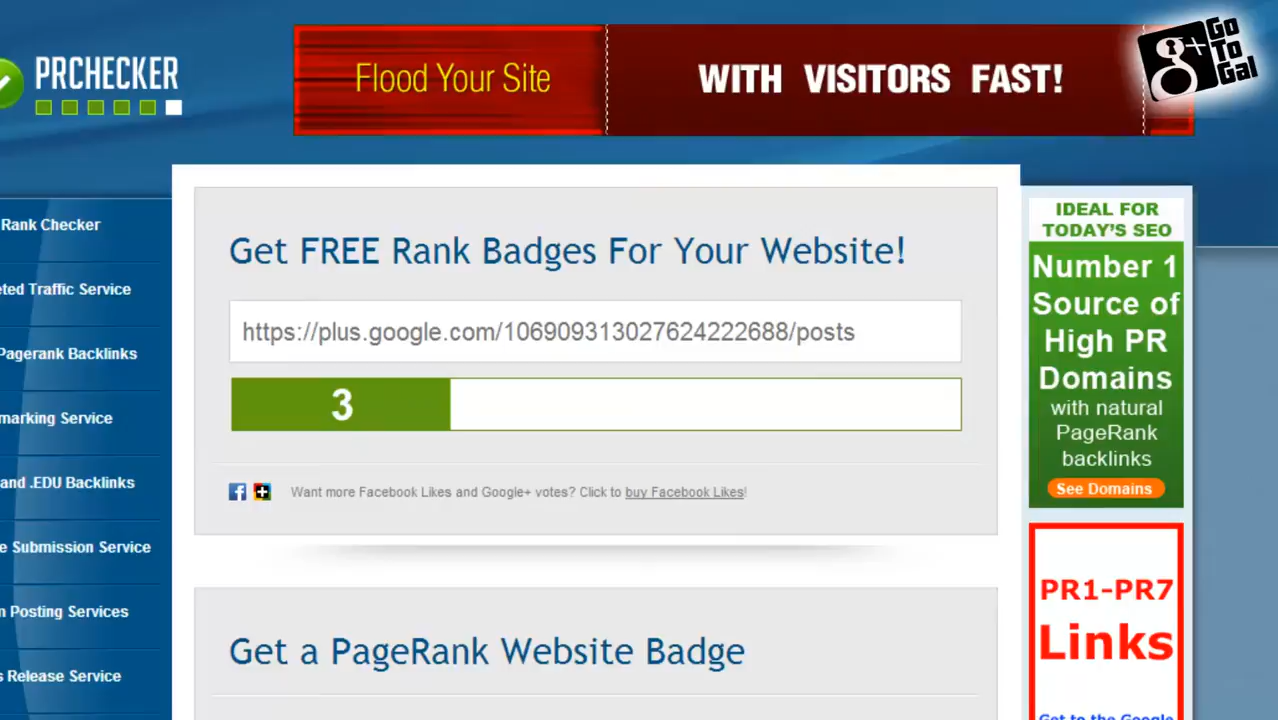 PRCHECKER
Flood Your Site
WITH VISITORS FAST!
g+
Go
To
Gal
Rank Checker
eted Traffic Service
Pagerank Backlinks
marking Service
and .EDU Backlinks
e Submission Service
n Posting Services
s Release Service
Get FREE Rank Badges For Your Website!
https://plus.google.com/106909313027624222688/posts
3
Want more Facebook Likes and Google+ votes? Click to buy Facebook Likes!
Get a PageRank Website Badge
IDEAL FOR
TODAY'S SEO
Number 1
Source of
High PR
Domains
with natural
PageRank
backlinks
See Domains
PR1-PR7
Links
Get to the Google